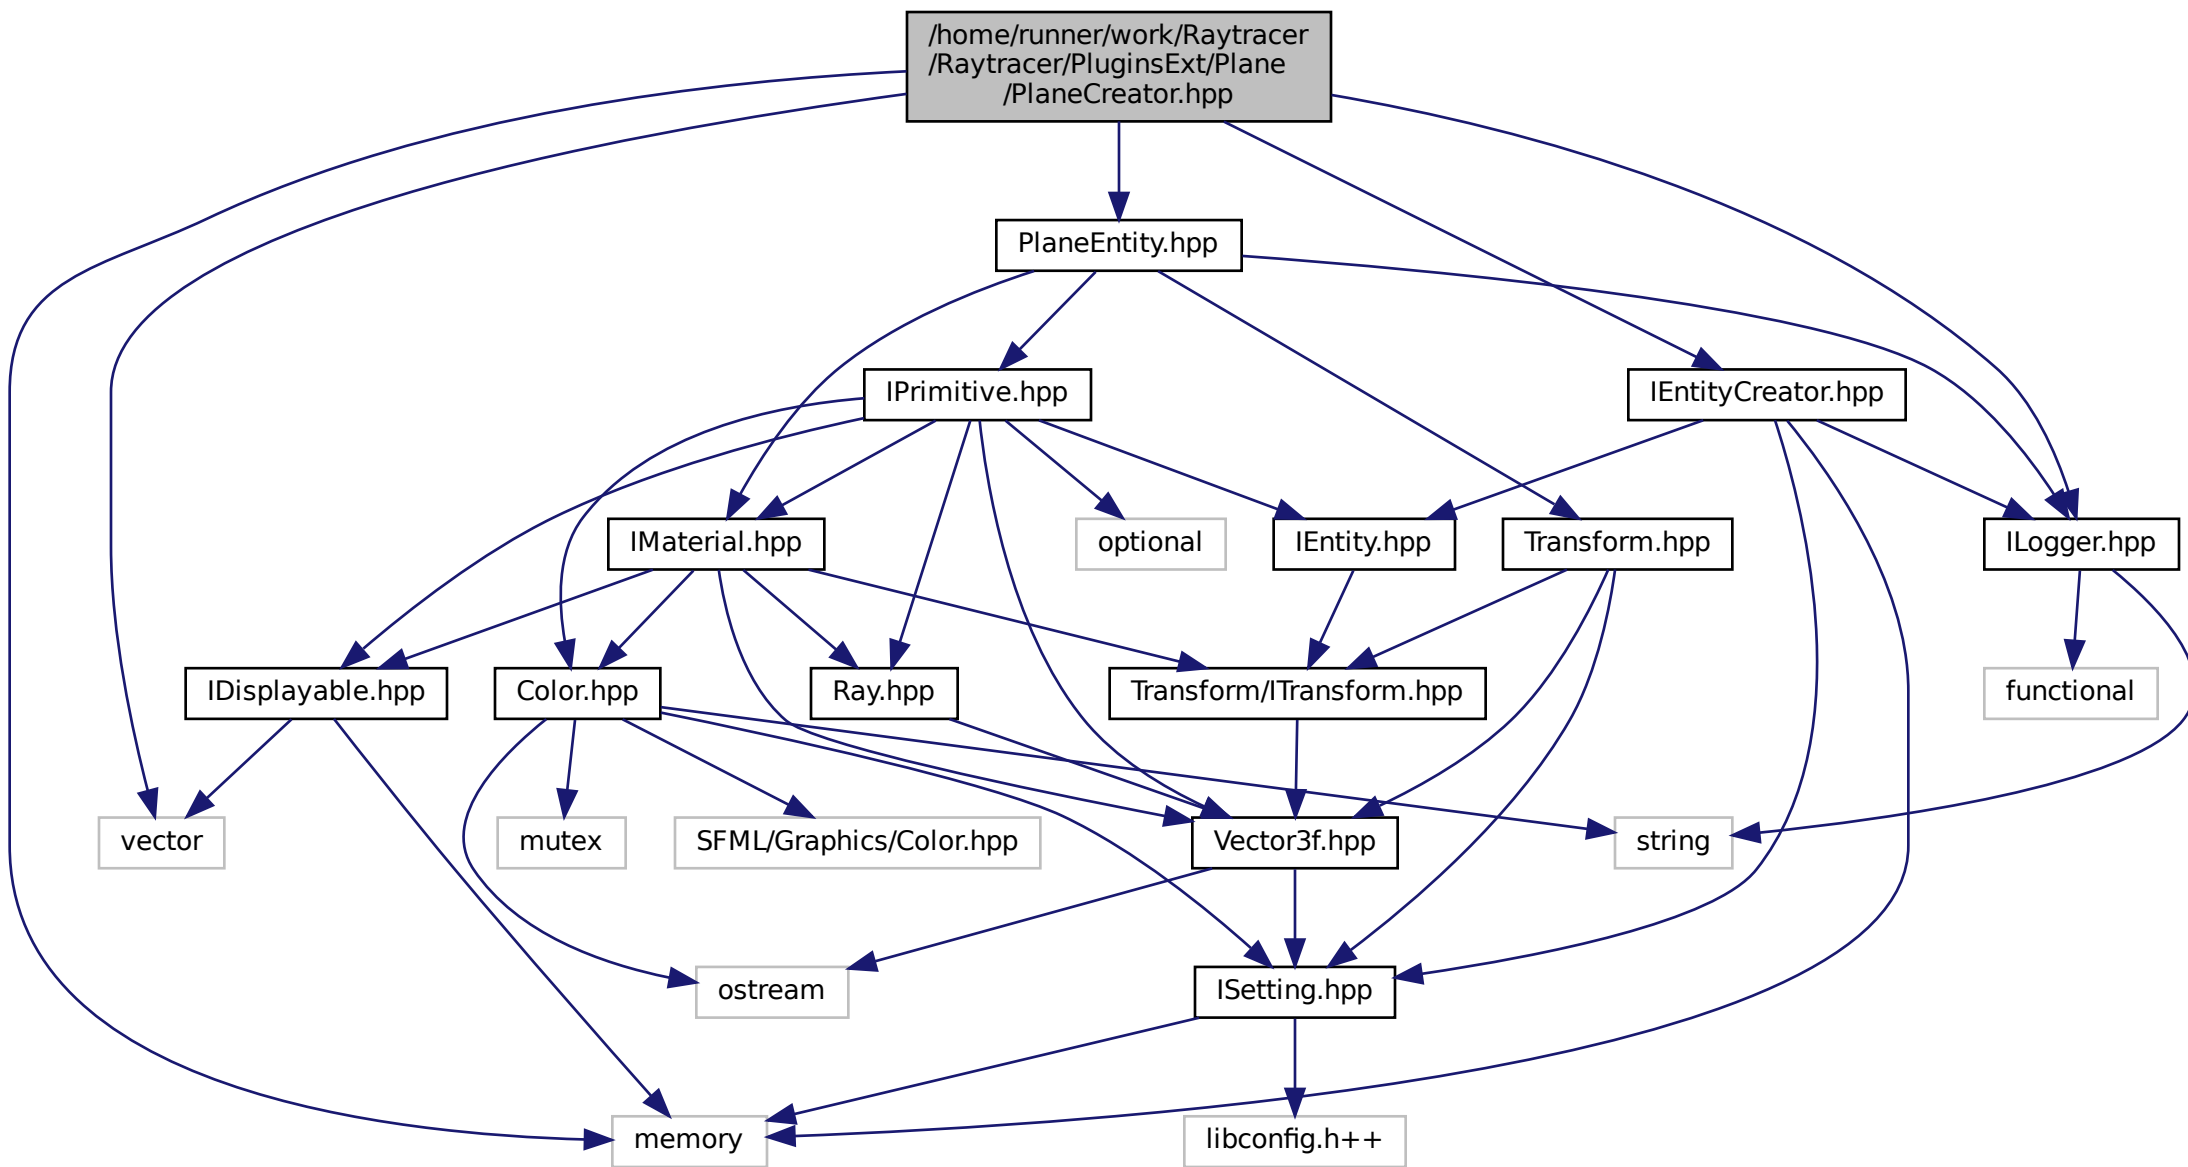 /home/runner/work/Raytracer
/Raytracer/PluginsExt/Plane
/PlaneCreator.hpp
PlaneEntity.hpp
IPrimitive.hpp
IEntityCreator.hpp
IMaterial.hpp
optional
IEntity.hpp
Transform.hpp
ILogger.hpp
IDisplayable.hpp
Color.hpp
Ray.hpp
Transform/ITransform.hpp
functional
vector
mutex
SFML/Graphics/Color.hpp
Vector3f.hpp
string
ostream
ISetting.hpp
memory
libconfig.h++